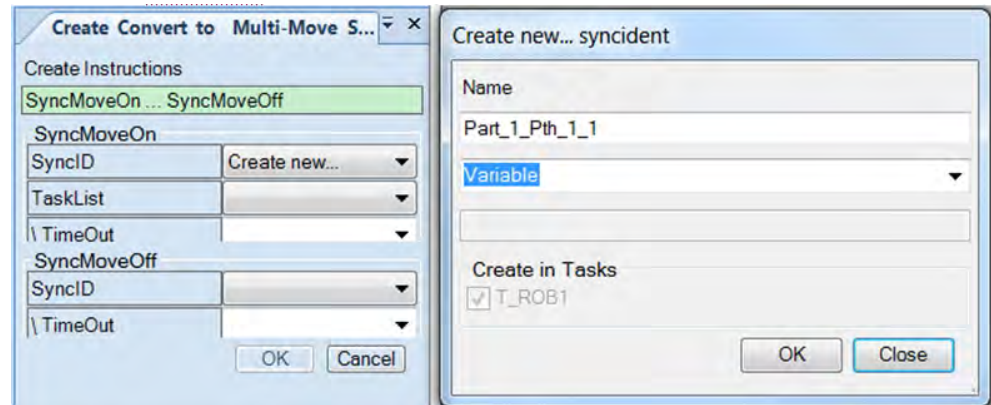 Create Convert to Multi-Move S...
Create Instructions
SyncMoveOn ... SyncMoveOff
SyncMoveOn
SyncID Create new...
TaskList
\ TimeOut
SyncMoveOff
SyncID
\ TimeOut
OK Cancel
Create new... syncident
Name
Part_1_Pth_1_1
Variable
Create in Tasks
T_ROB1
OK Close